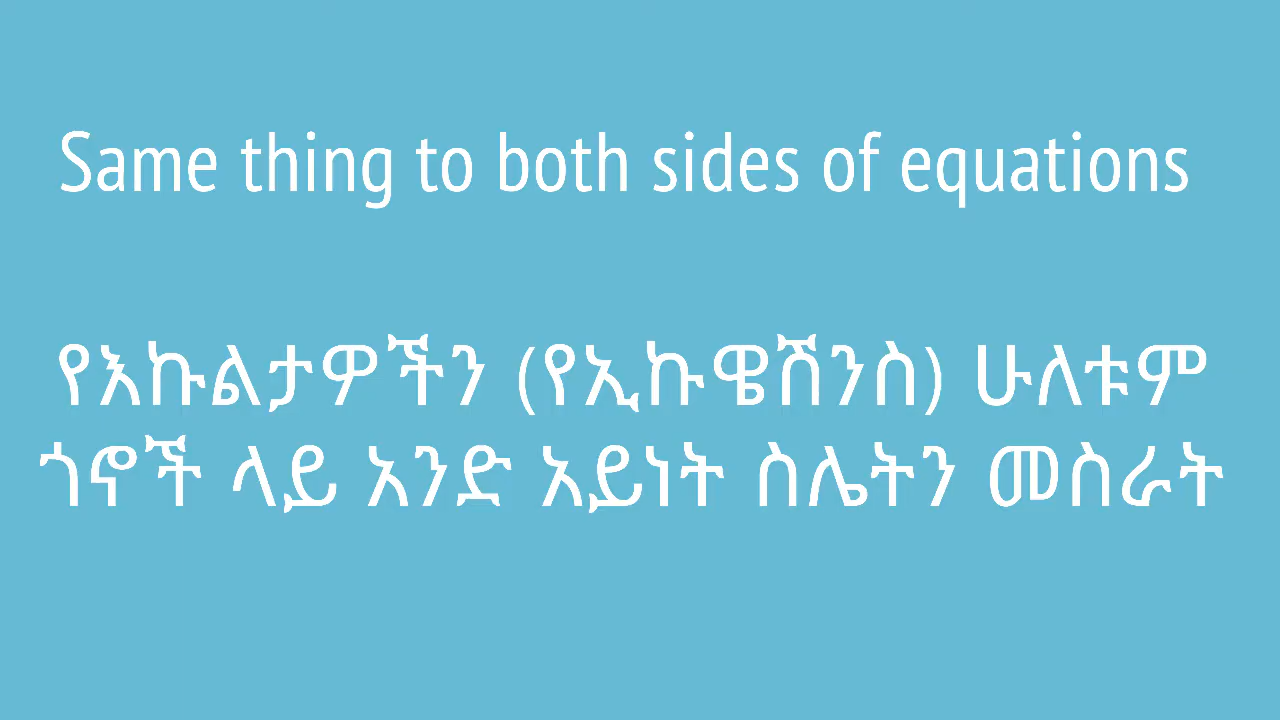 Same thing to both sides of equations
የእኩልታዎችን (የኢኩዌሽንስ) ሁለቱም
ጎኖች ላይ አንድ አይነት ስሌትን መስራት